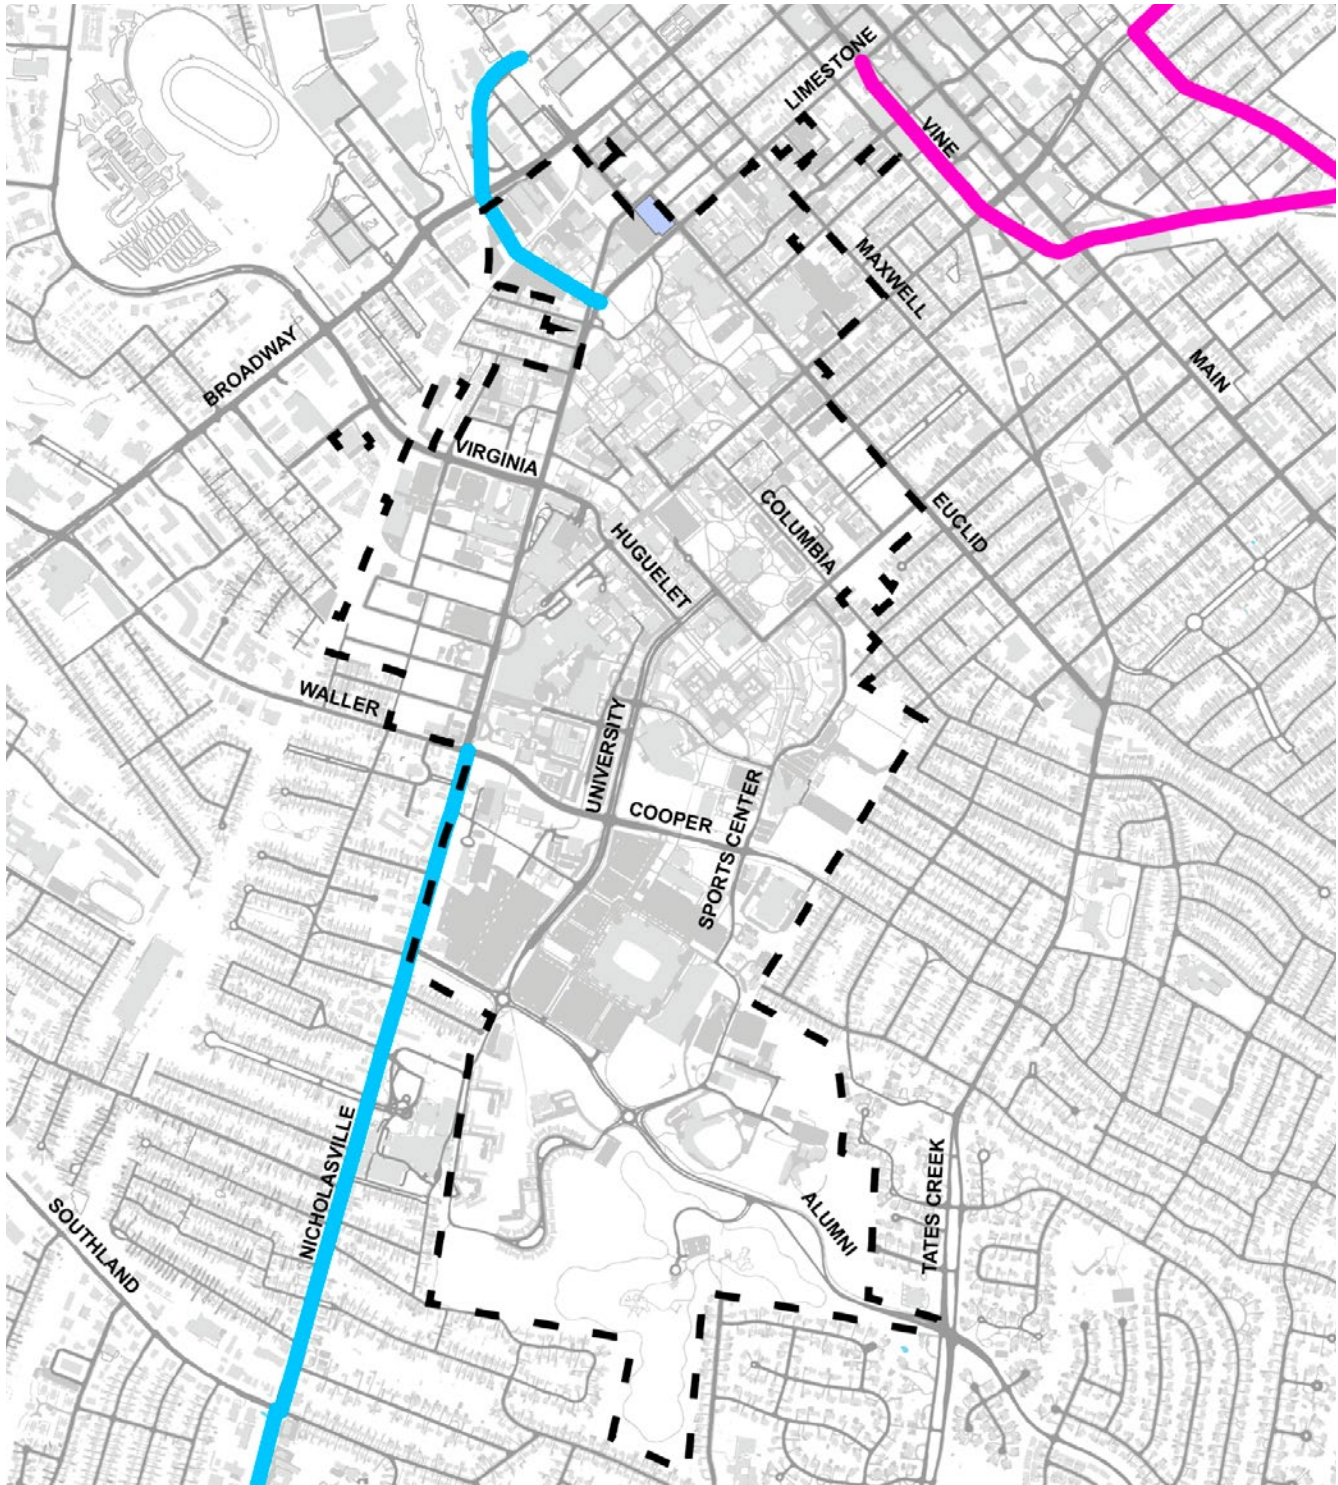 LIMESTONE
VINE
MAXWELL
MAIN
BROADWAY
VIRGINIA
COLUMBIA
EUCLID
HUGUELET
WALLER
UNIVERSITY
COOPER
SPORTS CENTER
NICHOLASVILLE
SOUTHLAND
ALUMNI
TATES CREEK